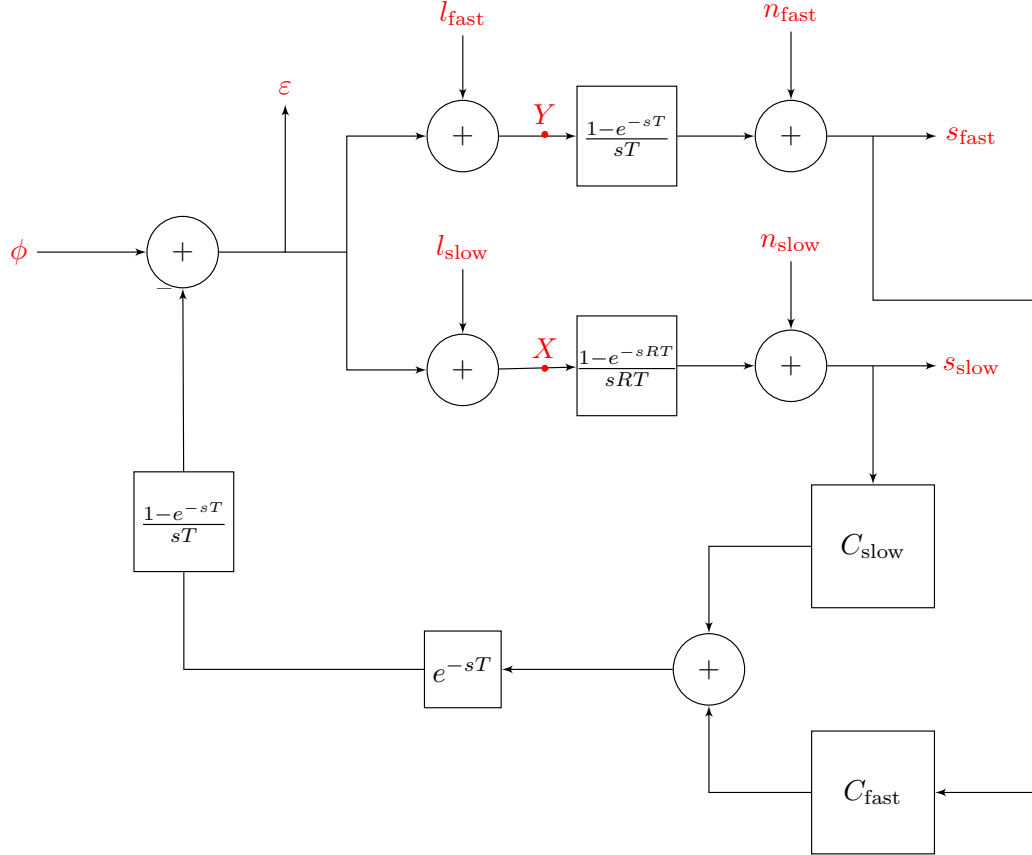 l_fast
n_fast
ε
+
Y
1−e^{−sT}
sT
+
s_fast
ϕ
+
−
l_slow
n_slow
+
X
1−e^{−sRT}
sRT
+
s_slow
1−e^{−sT}
sT
C_slow
e^{−sT}
+
C_fast